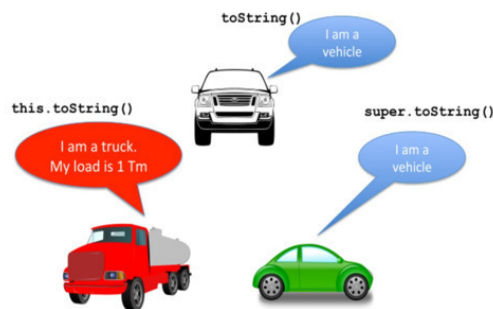 toString()
I am a
vehicle
this.toString()
I am a truck.
My load is 1 Tm
super.toString()
I am a
vehicle